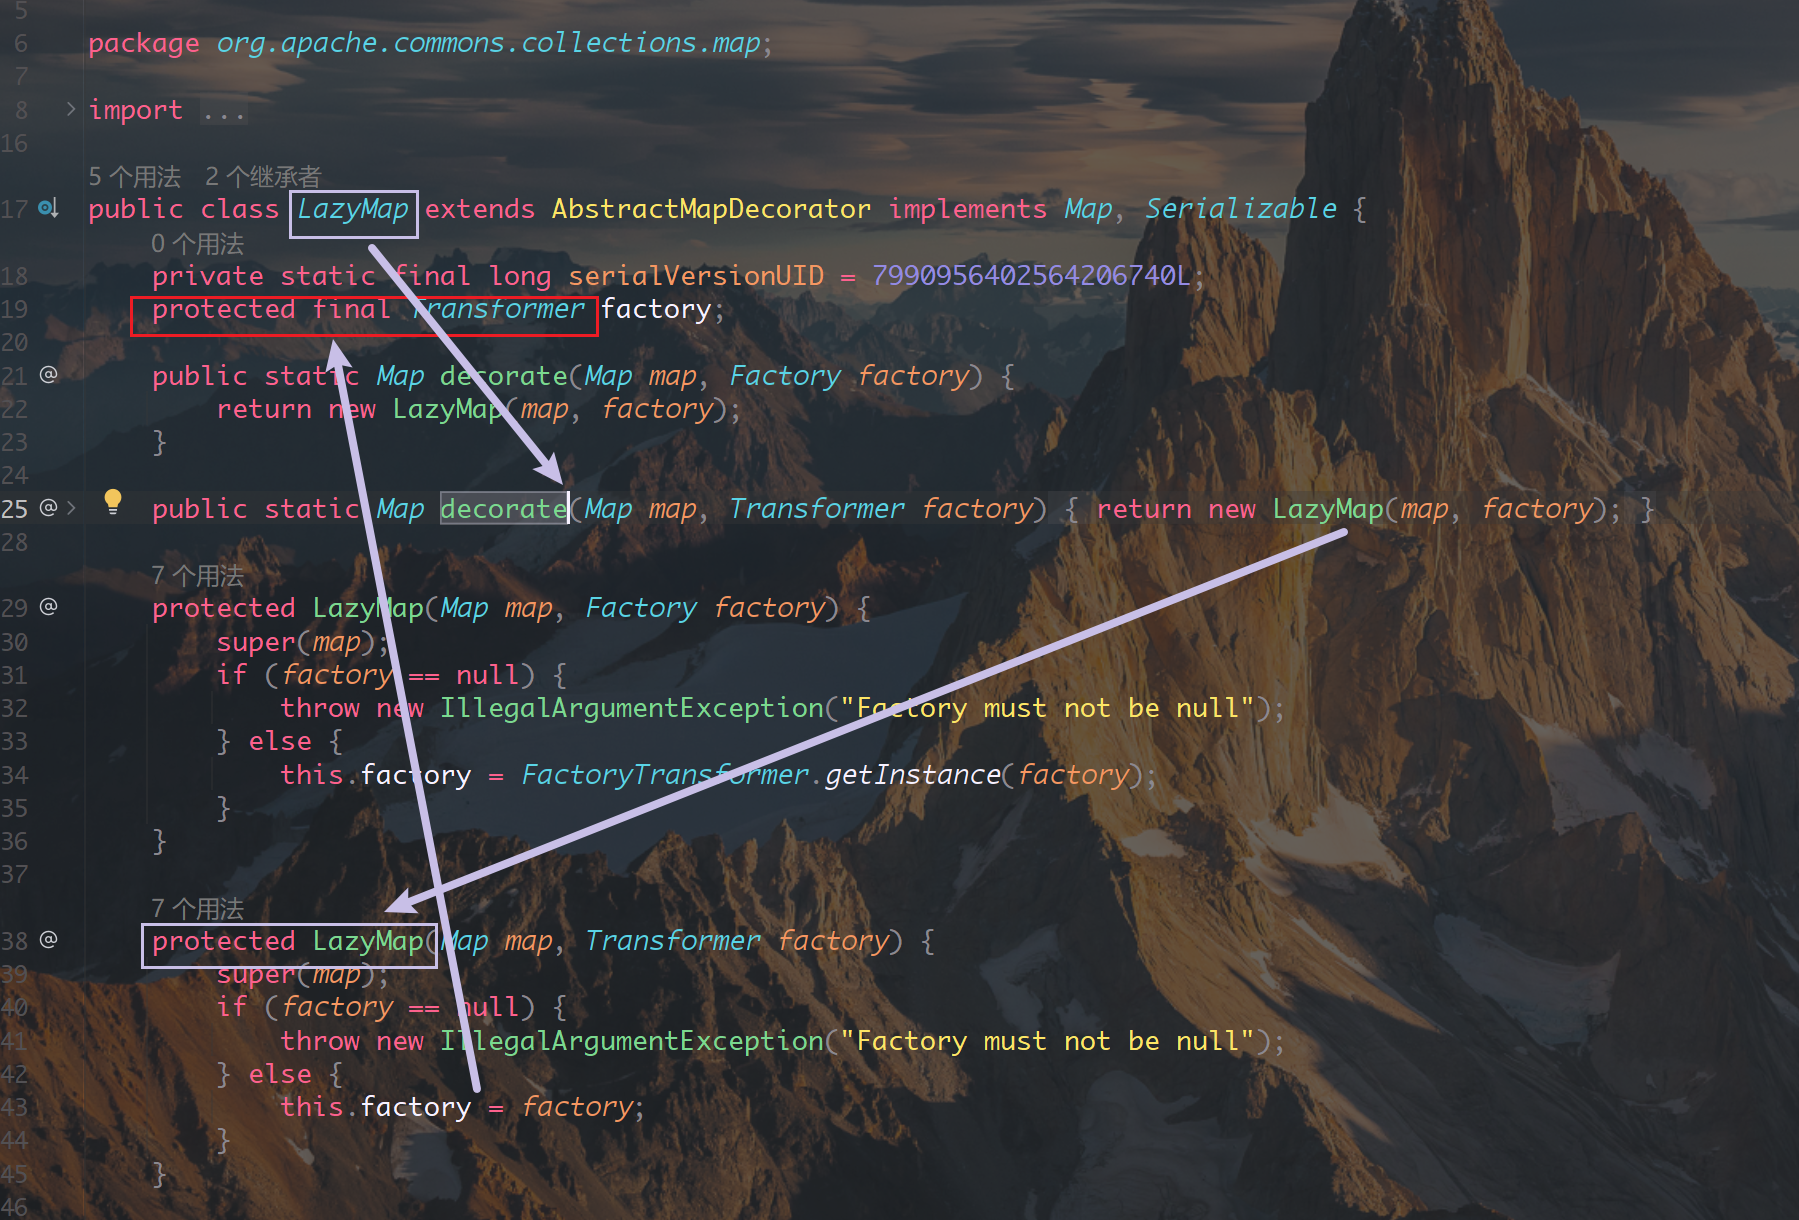 5
6 package org.apache.commons.collections.map;
7
8 import ...
16
5 个用法 2 个继承者
17 public class LazyMap extends AbstractMapDecorator implements Map, Serializable {
0 个用法
18 private static final long serialVersionUID = 7990956402564206740L;
19 protected final Transformer factory;
20
21 @ public static Map decorate(Map map, Factory factory) {
22 return new LazyMap(map, factory);
23 }
24
25 @ public static Map decorate(Map map, Transformer factory) { return new LazyMap(map, factory); }
28
7 个用法
29 @ protected LazyMap(Map map, Factory factory) {
30 super(map);
31 if (factory == null) {
32 throw new IllegalArgumentException("Factory must not be null");
33 } else {
34 this.factory = FactoryTransformer.getInstance(factory);
35 }
36 }
37
7 个用法
38 @ protected LazyMap(Map map, Transformer factory) {
39 super(map);
40 if (factory == null) {
41 throw new IllegalArgumentException("Factory must not be null");
42 } else {
43 this.factory = factory;
44 }
45 }
46